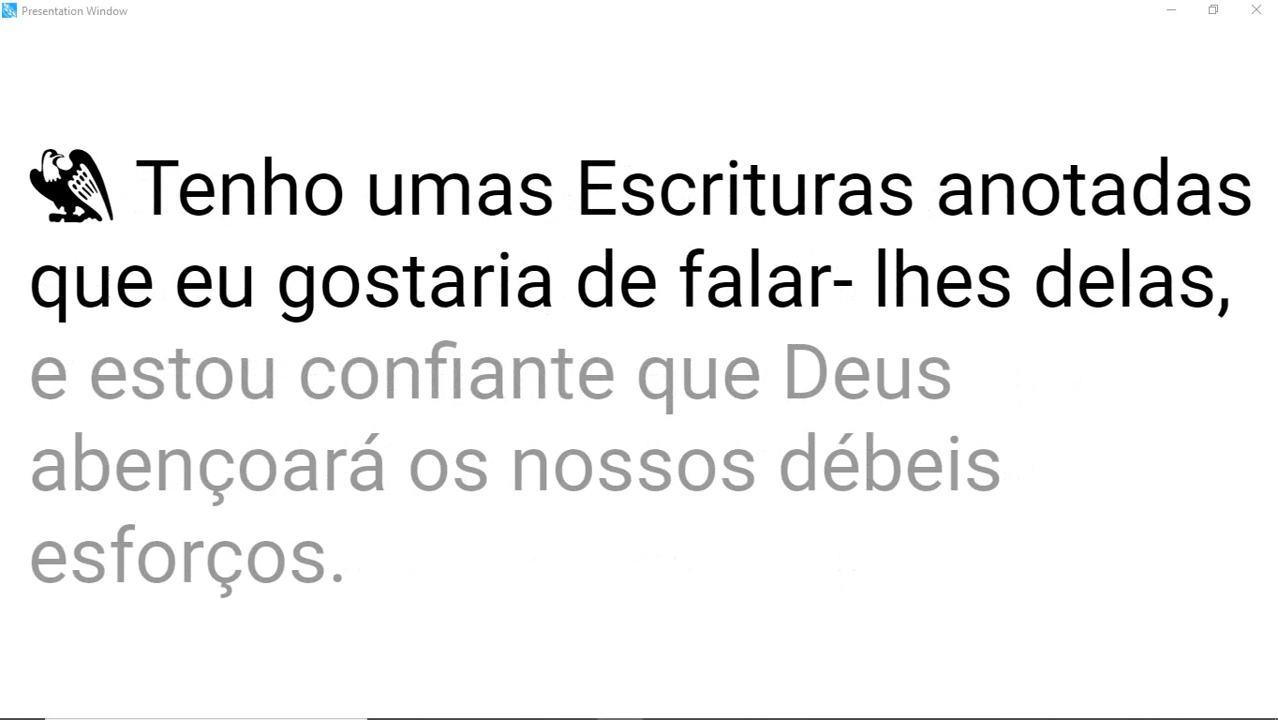 Presentation Window
Tenho umas Escrituras anotadas
que eu gostaria de falar- lhes delas,
e estou confiante que Deus
abençoará os nossos débeis
esforços.